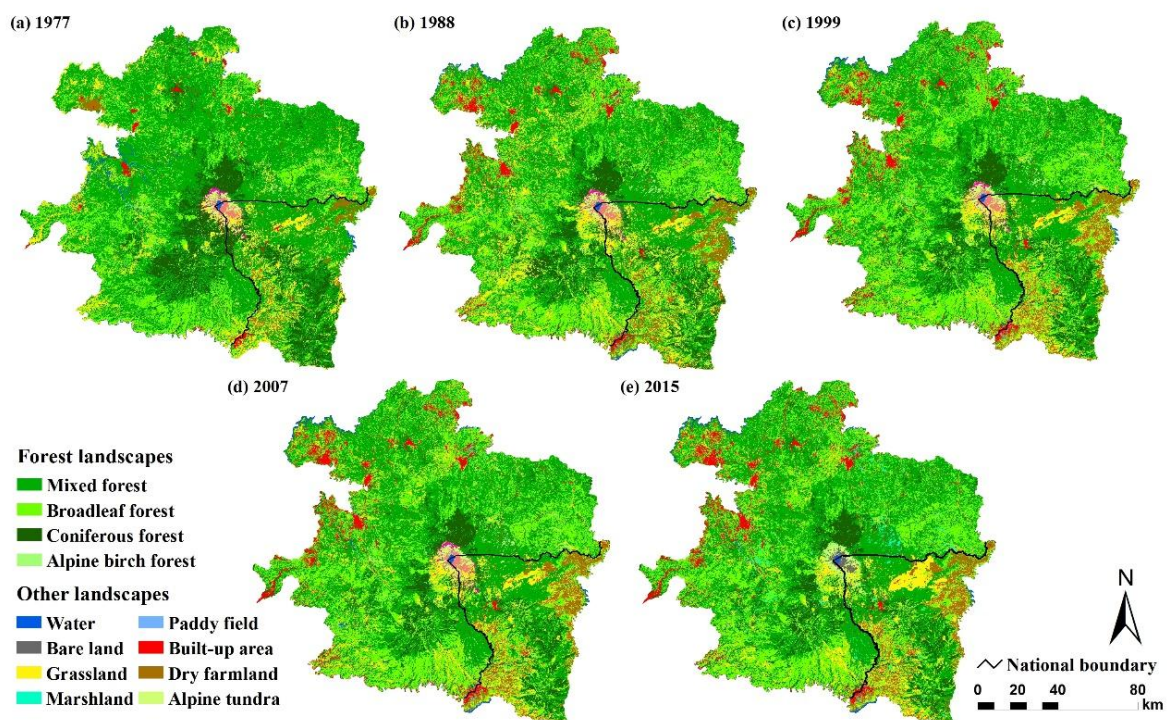 (a) 1977
(b) 1988
(c) 1999
(d) 2007
(e) 2015
Forest landscapes
Mixed forest
Broadleaf forest
Coniferous forest
Alpine birch forest
Other landscapes
Water
Paddy field
Bare land
Built-up area
Grassland
Dry farmland
Marshland
Alpine tundra
N
National boundary
0 20 40 80
km